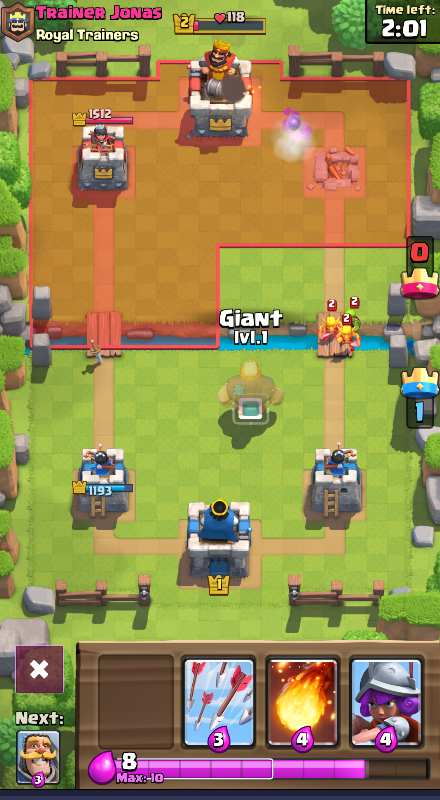 Trainer Jonas
Royal Trainers
2
118
Time left:
2:01
1512
0
2
2
2
Giant
lvl.1
1
1193
1
Next:
3
3
4
4
8
Max:10